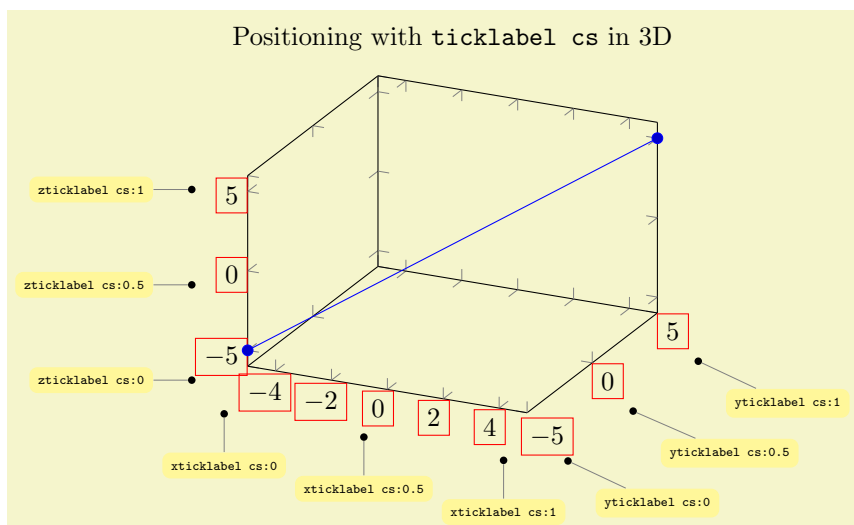 Positioning with ticklabel cs in 3D
zticklabel cs:1
5
zticklabel cs:0.5
0
zticklabel cs:0
−5
−4
−2
0
2
4
−5
0
5
xticklabel cs:0
xticklabel cs:0.5
xticklabel cs:1
yticklabel cs:0
yticklabel cs:0.5
yticklabel cs:1